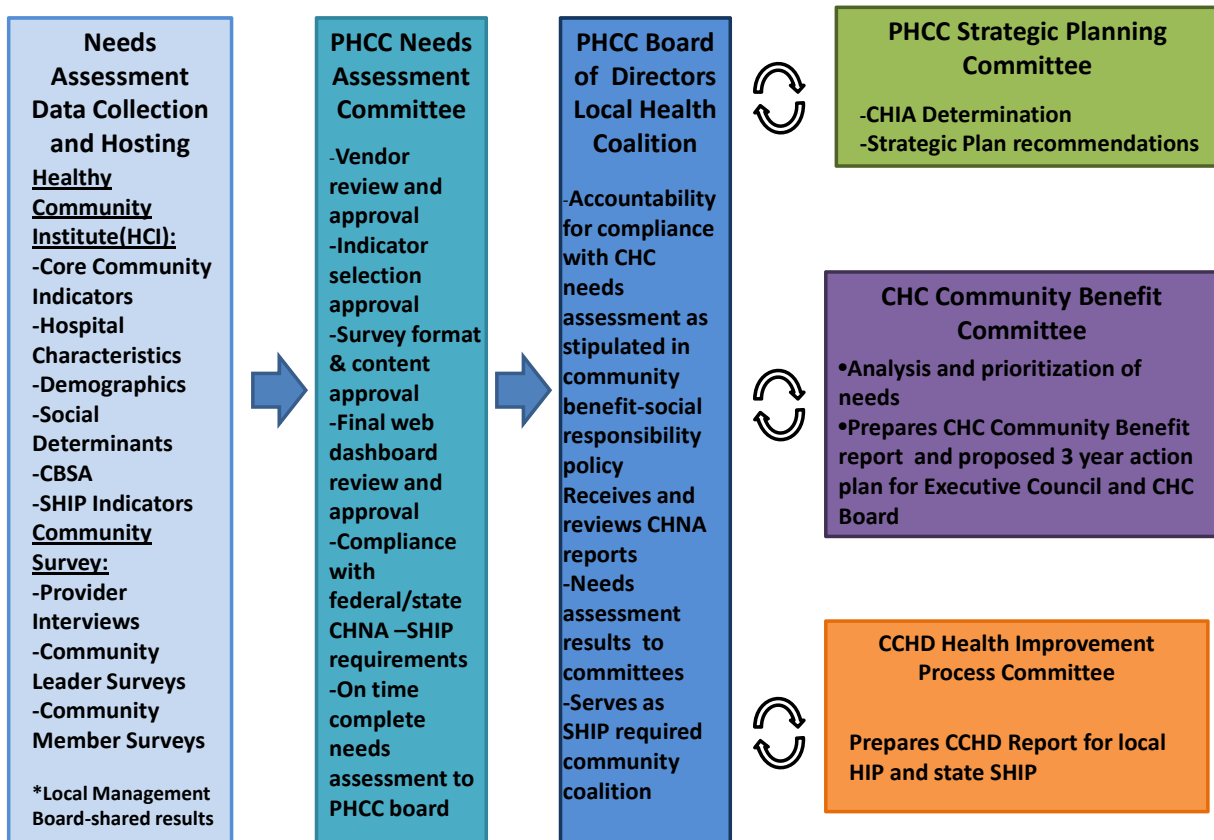 Needs
Assessment
Data Collection
and Hosting
Healthy
Community
Institute(HCI):
-Core Community
Indicators
-Hospital
Characteristics
-Demographics
-Social
Determinants
-CBSA
-SHIP Indicators
Community
Survey:
-Provider
Interviews
-Community
Leader Surveys
-Community
Member Surveys
*Local Management
Board-shared results
PHCC Needs
Assessment
Committee
-Vendor
review and
approval
-Indicator
selection
approval
-Survey format
& content
approval
-Final web
dashboard
review and
approval
-Compliance
with
federal/state
CHNA –SHIP
requirements
-On time
complete
needs
assessment to
PHCC board
PHCC Board
of Directors
Local Health
Coalition
-Accountability
for compliance
with CHC
needs
assessment as
stipulated in
community
benefit-social
responsibility
policy
Receives and
reviews CHNA
reports
-Needs
assessment
results to
committees
-Serves as
SHIP required
community
coalition
PHCC Strategic Planning
Committee
-CHIA Determination
-Strategic Plan recommendations
CHC Community Benefit
Committee
•Analysis and prioritization of
needs
•Prepares CHC Community Benefit
report and proposed 3 year action
plan for Executive Council and CHC
Board
CCHD Health Improvement
Process Committee
Prepares CCHD Report for local
HIP and state SHIP